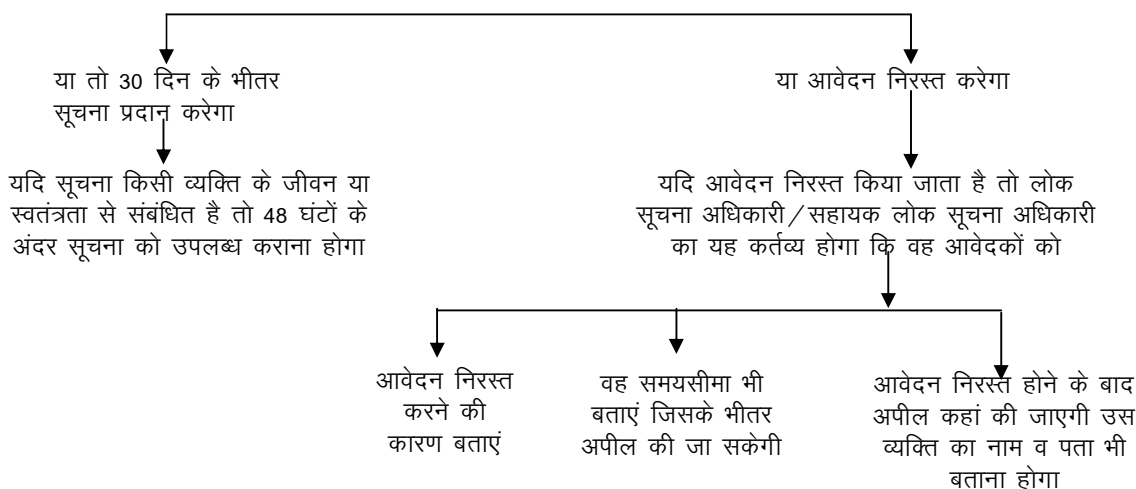 या तो 30 दिन के भीतर
सूचना प्रदान करेगा
या आवेदन निरस्त करेगा
यदि सूचना किसी व्यक्ति के जीवन या
स्वतंत्रता से संबंधित है तो 48 घंटों के
अंदर सूचना को उपलब्ध कराना होगा
यदि आवेदन निरस्त किया जाता है तो लोक
सूचना अधिकारी/सहायक लोक सूचना अधिकारी
का यह कर्तव्य होगा कि वह आवेदकों को
आवेदन निरस्त
करने की
कारण बताएं
वह समयसीमा भी
बताएं जिसके भीतर
अपील की जा सकेगी
आवेदन निरस्त होने के बाद
अपील कहां की जाएगी उस
व्यक्ति का नाम व पता भी
बताना होगा